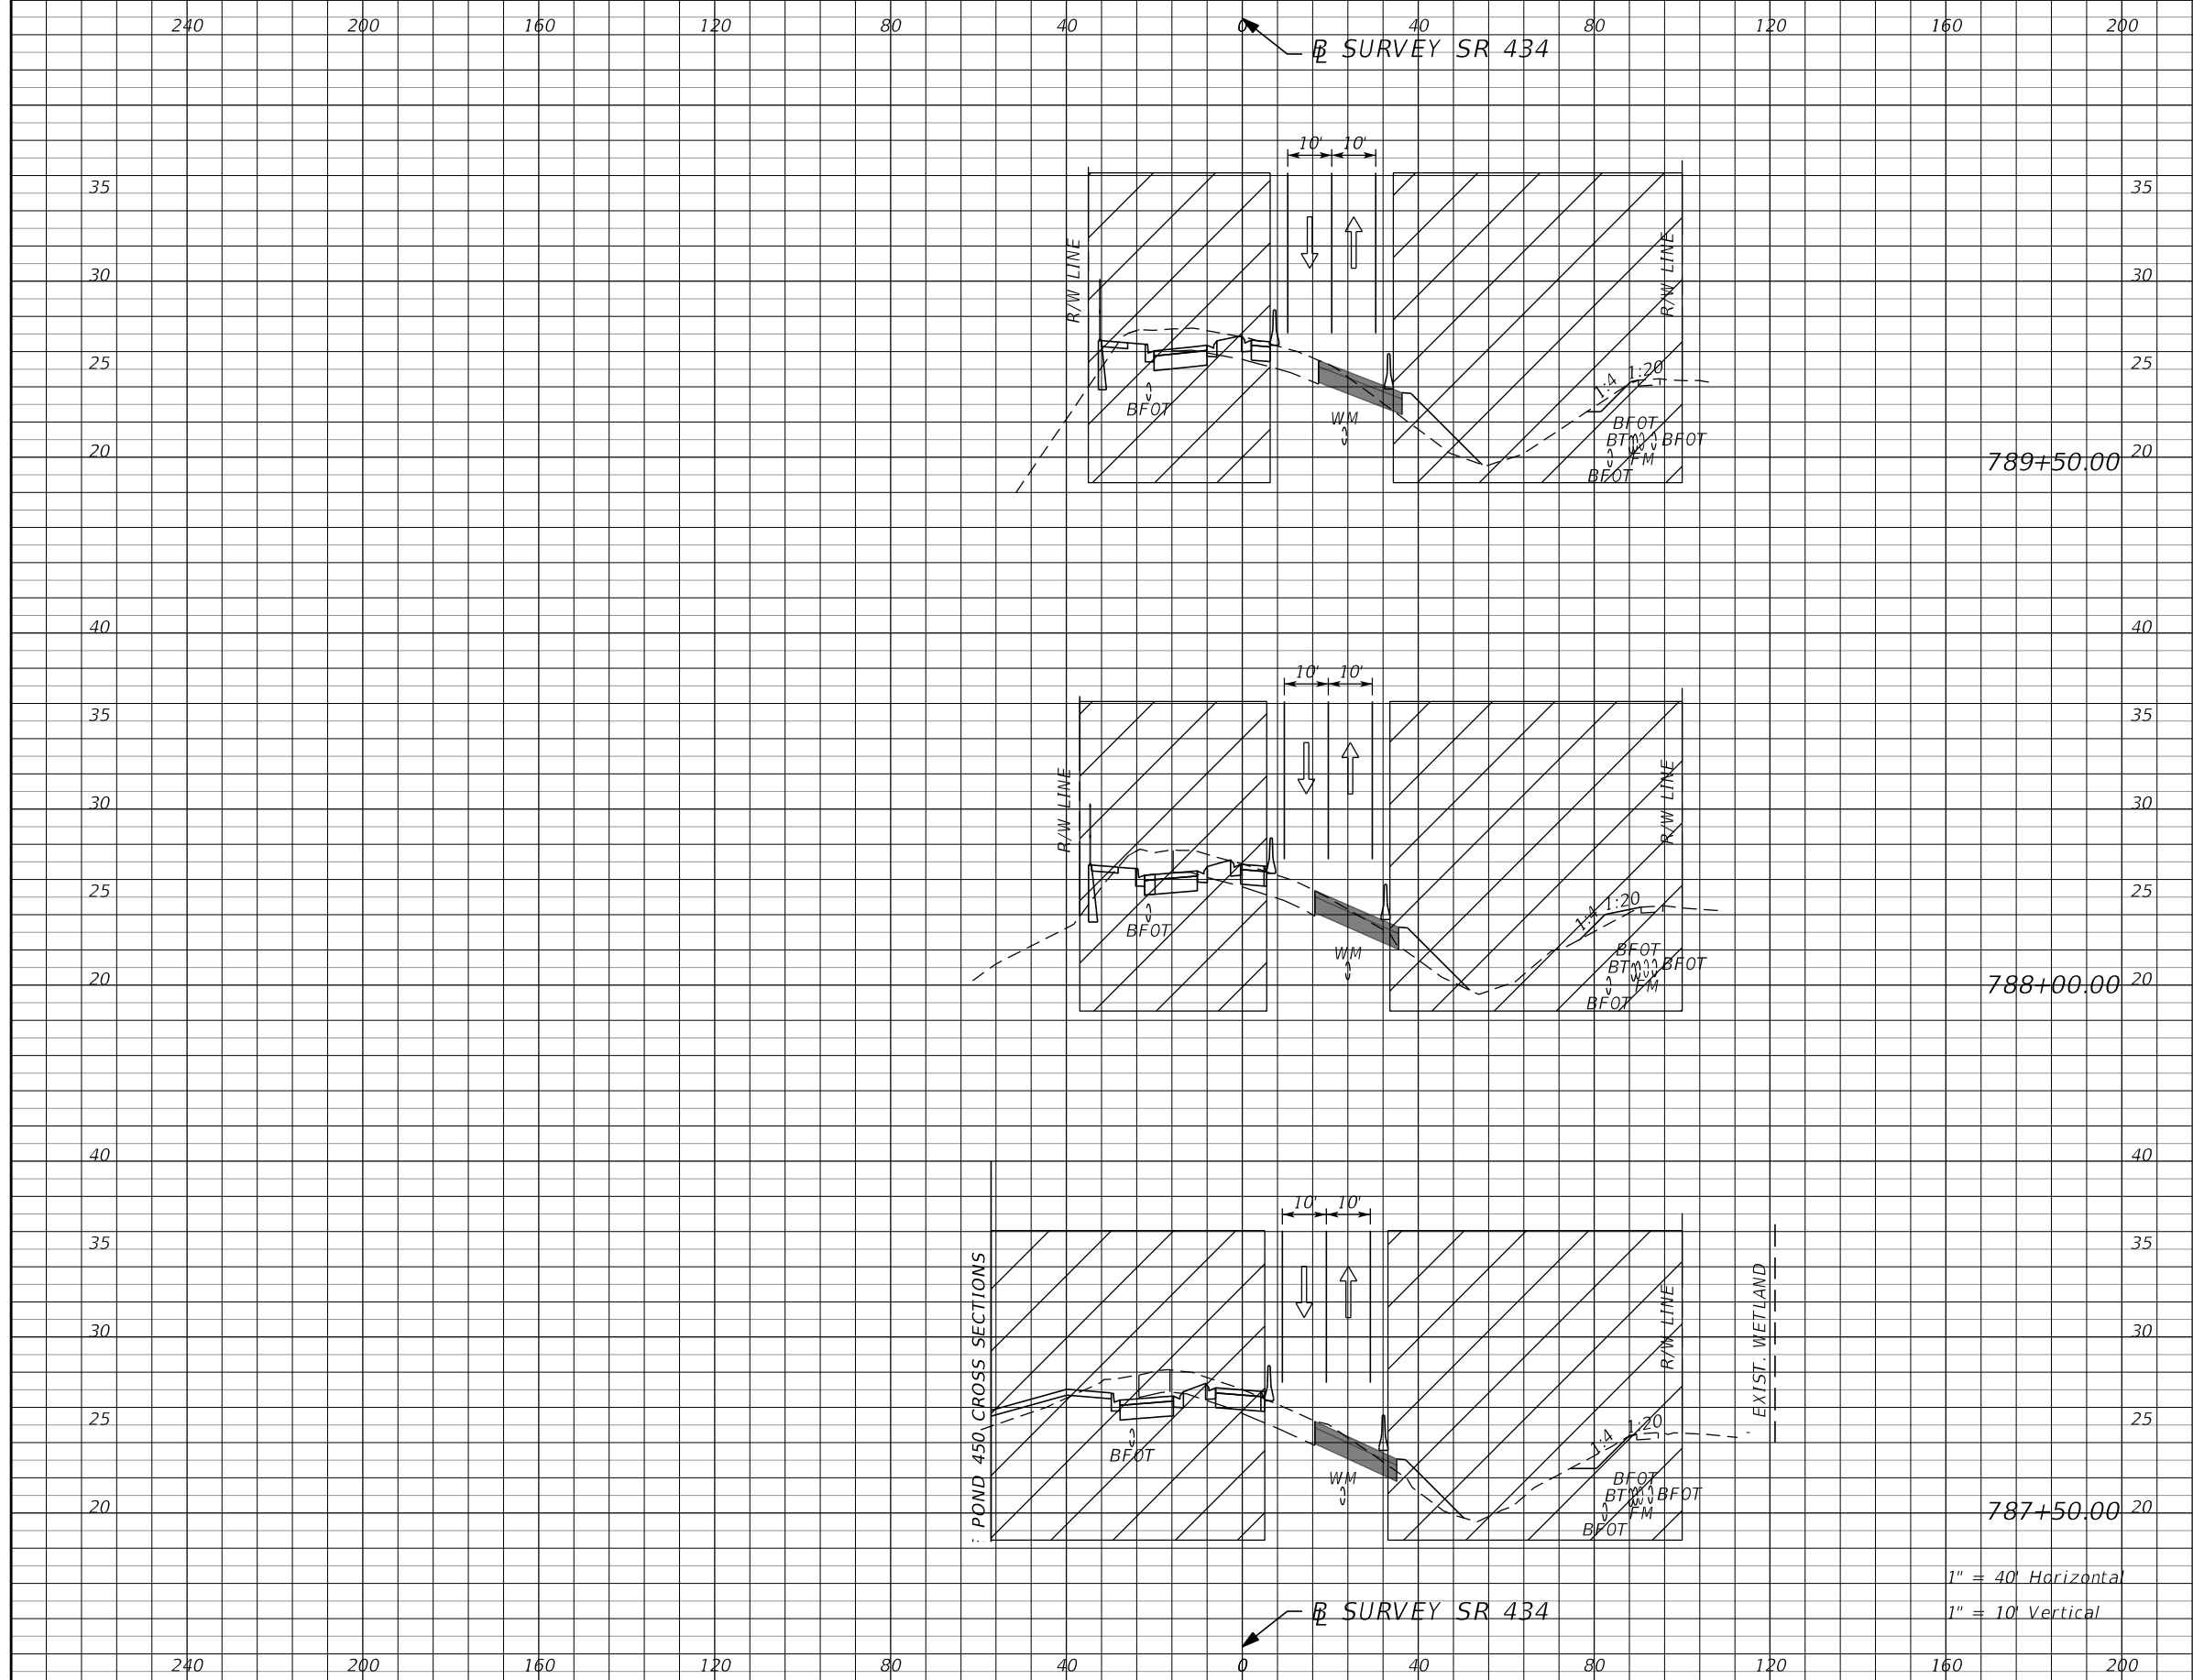 240 200 160 120 80 40 0 40 80 120 160 200
BL SURVEY SR 434
10' 10'
35 35
R/W LINE R/W LINE
30 30
25 1:4 1:20 25
BFOT WM BFOT
BT BFOT
FM
BFOT
20 789+50.00 20
40 40
10' 10'
35 35
R/W LINE R/W LINE
30 30
25 1:4 1:20 25
BFOT WM BFOT
BT BFOT
FM
BFOT
20 788+00.00 20
40 40
10' 10'
35 35
POND 450 CROSS SECTIONS R/W LINE EXIST. WETLAND
30 30
25 1:4 1:20 25
BFOT WM BFOT
BT BFOT
FM
BFOT
20 787+50.00 20
1" = 40' Horizontal
BL SURVEY SR 434
1" = 10' Vertical
240 200 160 120 80 40 0 40 80 120 160 200